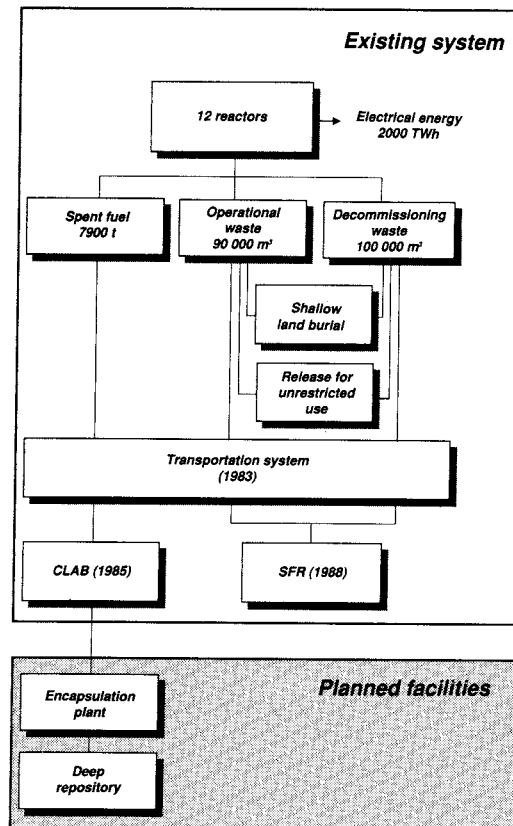 Existing system
12 reactors
Electrical energy
2000 TWh
Spent fuel
7900 t
Operational
waste
90 000 m³
Decommissioning
waste
100 000 m³
Shallow
land burial
Release for
unrestricted
use
Transportation system
(1983)
CLAB (1985)
SFR (1988)
Planned facilities
Encapsulation
plant
Deep
repository